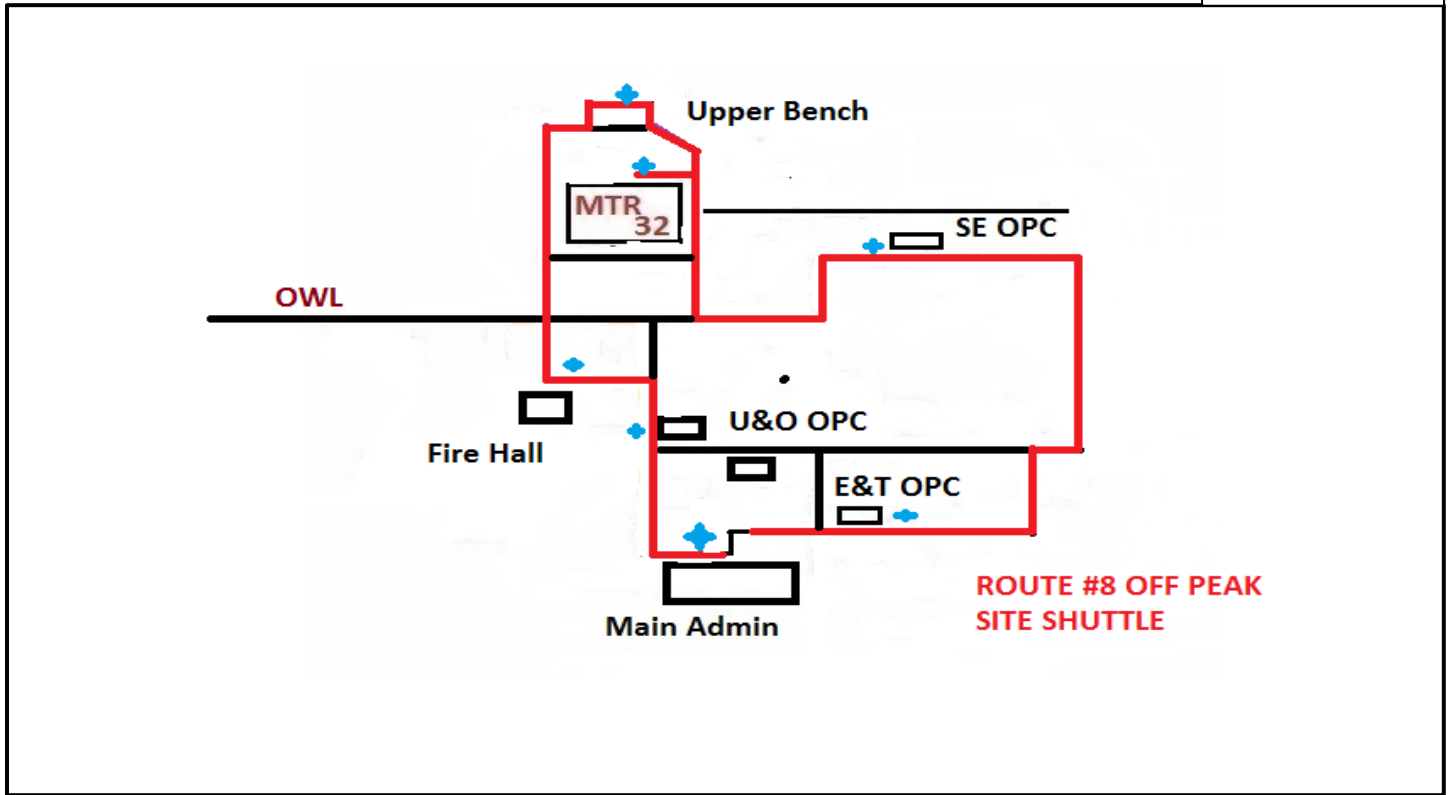 Upper Bench
MTR
32
SE OPC
OWL
U&O OPC
Fire Hall
E&T OPC
ROUTE #8 OFF PEAK
SITE SHUTTLE
Main Admin